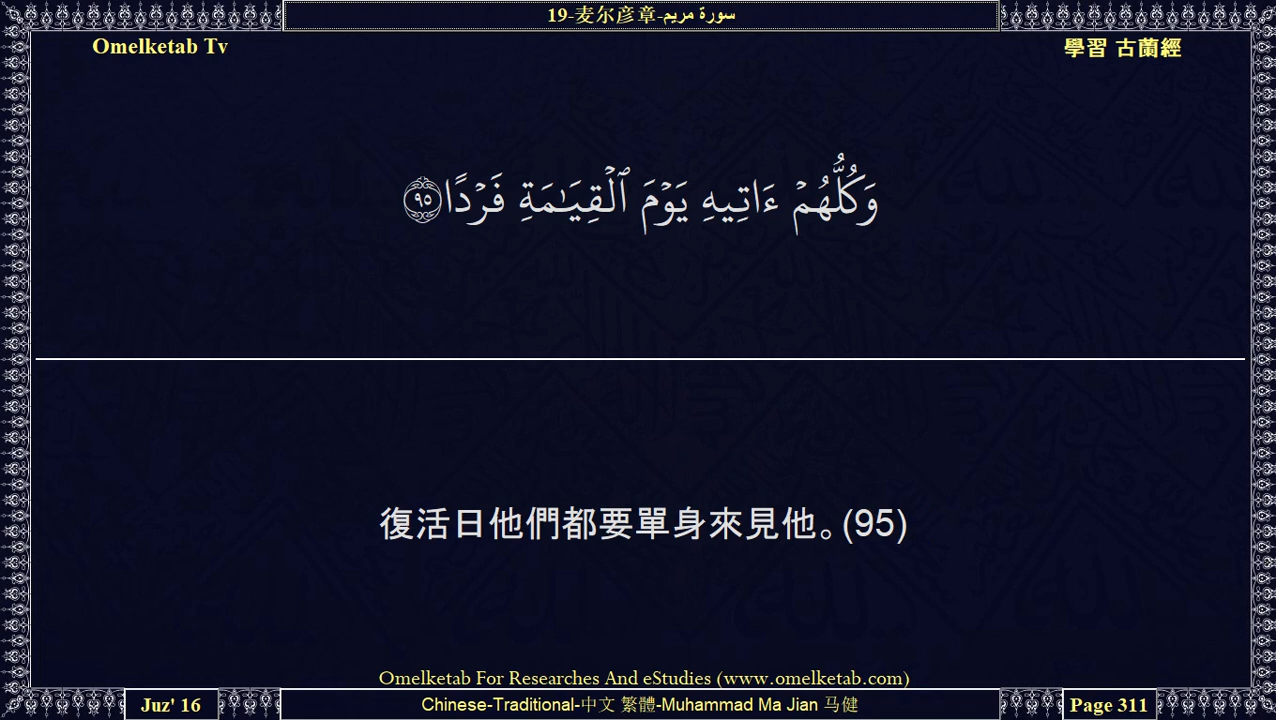 19-麦尔彦章-سورة مريم
Omelketab Tv
學習 古蘭經
وَكُلُّهُمۡ ءَاتِيهِ يَوۡمَ ٱلۡقِيَٰمَةِ فَرۡدًا ٩٥
復活日他們都要單身來見他。(95)
Omelketab For Researches And eStudies (www.omelketab.com)
Juz' 16
Chinese-Traditional-中文 繁體-Muhammad Ma Jian 马健
Page 311